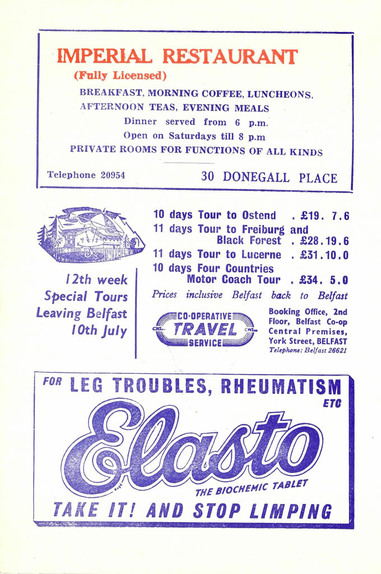 IMPERIAL RESTAURANT
(Fully Licensed)
BREAKFAST, MORNING COFFEE, LUNCHEONS,
AFTERNOON TEAS, EVENING MEALS
Dinner served from 6 p.m.
Open on Saturdays till 8 p.m
PRIVATE ROOMS FOR FUNCTIONS OF ALL KINDS
Telephone 20954 30 DONEGALL PLACE
12th week
Special Tours
Leaving Belfast
10th July
10 days Tour to Ostend . £19. 7.6
11 days Tour to Freiburg and
Black Forest . £28.19.6
11 days Tour to Lucerne . £31.10.0
10 days Four Countries
Motor Coach Tour . £34. 5.0
Prices inclusive Belfast back to Belfast
CO-OPERATIVE
TRAVEL
SERVICE
Booking Office, 2nd
Floor, Belfast Co-op
Central Premises,
York Street, BELFAST
Telephone: Belfast 26621
FOR LEG TROUBLES, RHEUMATISM
ETC
Elasto
THE BIOCHEMIC TABLET
TAKE IT! AND STOP LIMPING